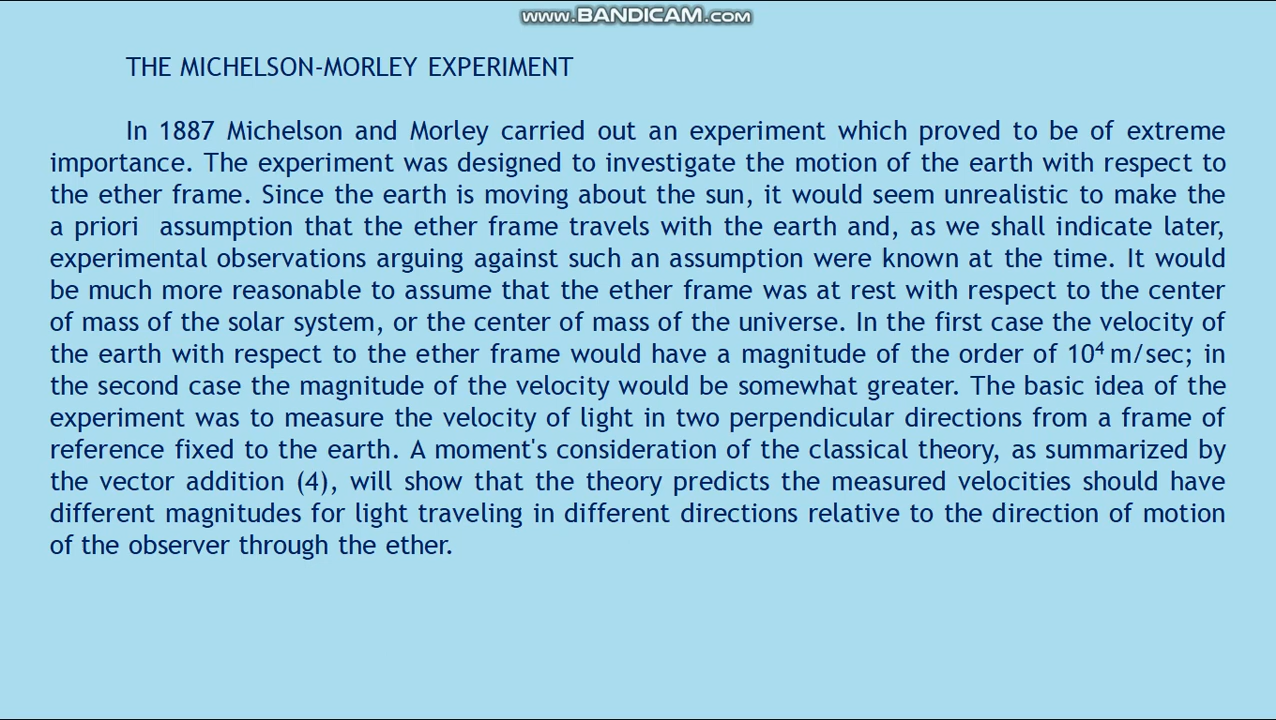 www.BANDICAM.com
THE MICHELSON-MORLEY EXPERIMENT
In 1887 Michelson and Morley carried out an experiment which proved to be of extreme
importance. The experiment was designed to investigate the motion of the earth with respect to
the ether frame. Since the earth is moving about the sun, it would seem unrealistic to make the
a priori  assumption that the ether frame travels with the earth and, as we shall indicate later,
experimental observations arguing against such an assumption were known at the time. It would
be much more reasonable to assume that the ether frame was at rest with respect to the center
of mass of the solar system, or the center of mass of the universe. In the first case the velocity of
the earth with respect to the ether frame would have a magnitude of the order of 10⁴ m/sec; in
the second case the magnitude of the velocity would be somewhat greater. The basic idea of the
experiment was to measure the velocity of light in two perpendicular directions from a frame of
reference fixed to the earth. A moment's consideration of the classical theory, as summarized by
the vector addition (4), will show that the theory predicts the measured velocities should have
different magnitudes for light traveling in different directions relative to the direction of motion
of the observer through the ether.